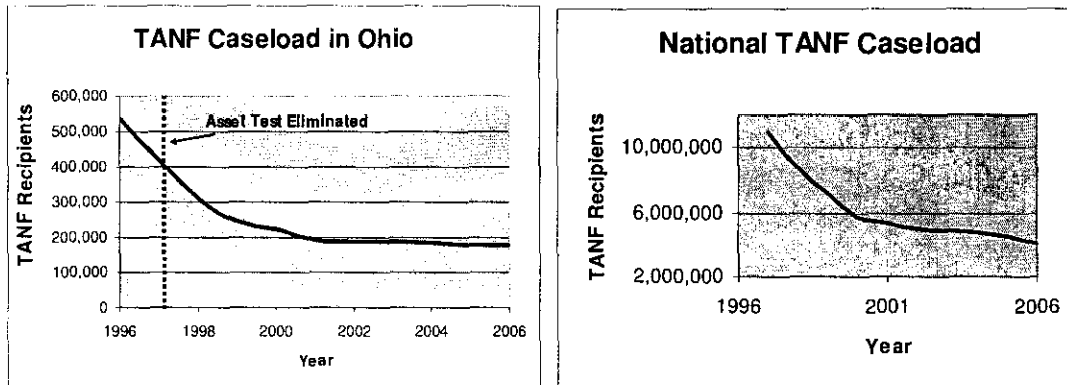 TANF Caseload in Ohio
TANF Recipients
600,000
500,000
400,000
300,000
200,000
100,000
0
Asset Test Eliminated
1996
1998
2000
2002
2004
2006
Year
National TANF Caseload
TANF Recipients
10,000,000
6,000,000
2,000,000
1996
2001
2006
Year